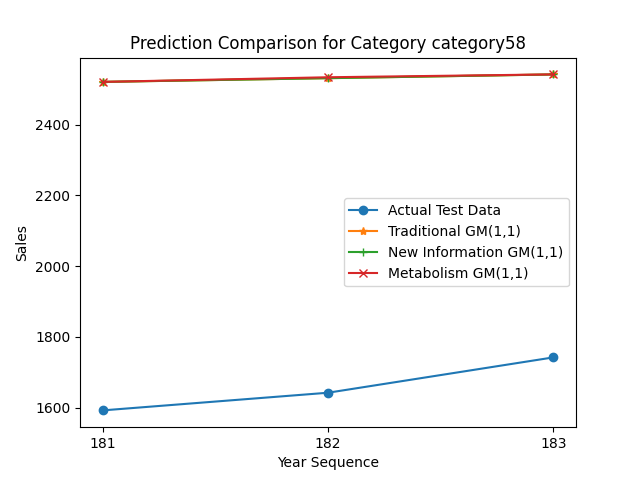 Prediction Comparison for Category category58
Sales
2400
2200
2000
1800
1600
Actual Test Data
Traditional GM(1,1)
New Information GM(1,1)
Metabolism GM(1,1)
181
182
183
Year Sequence